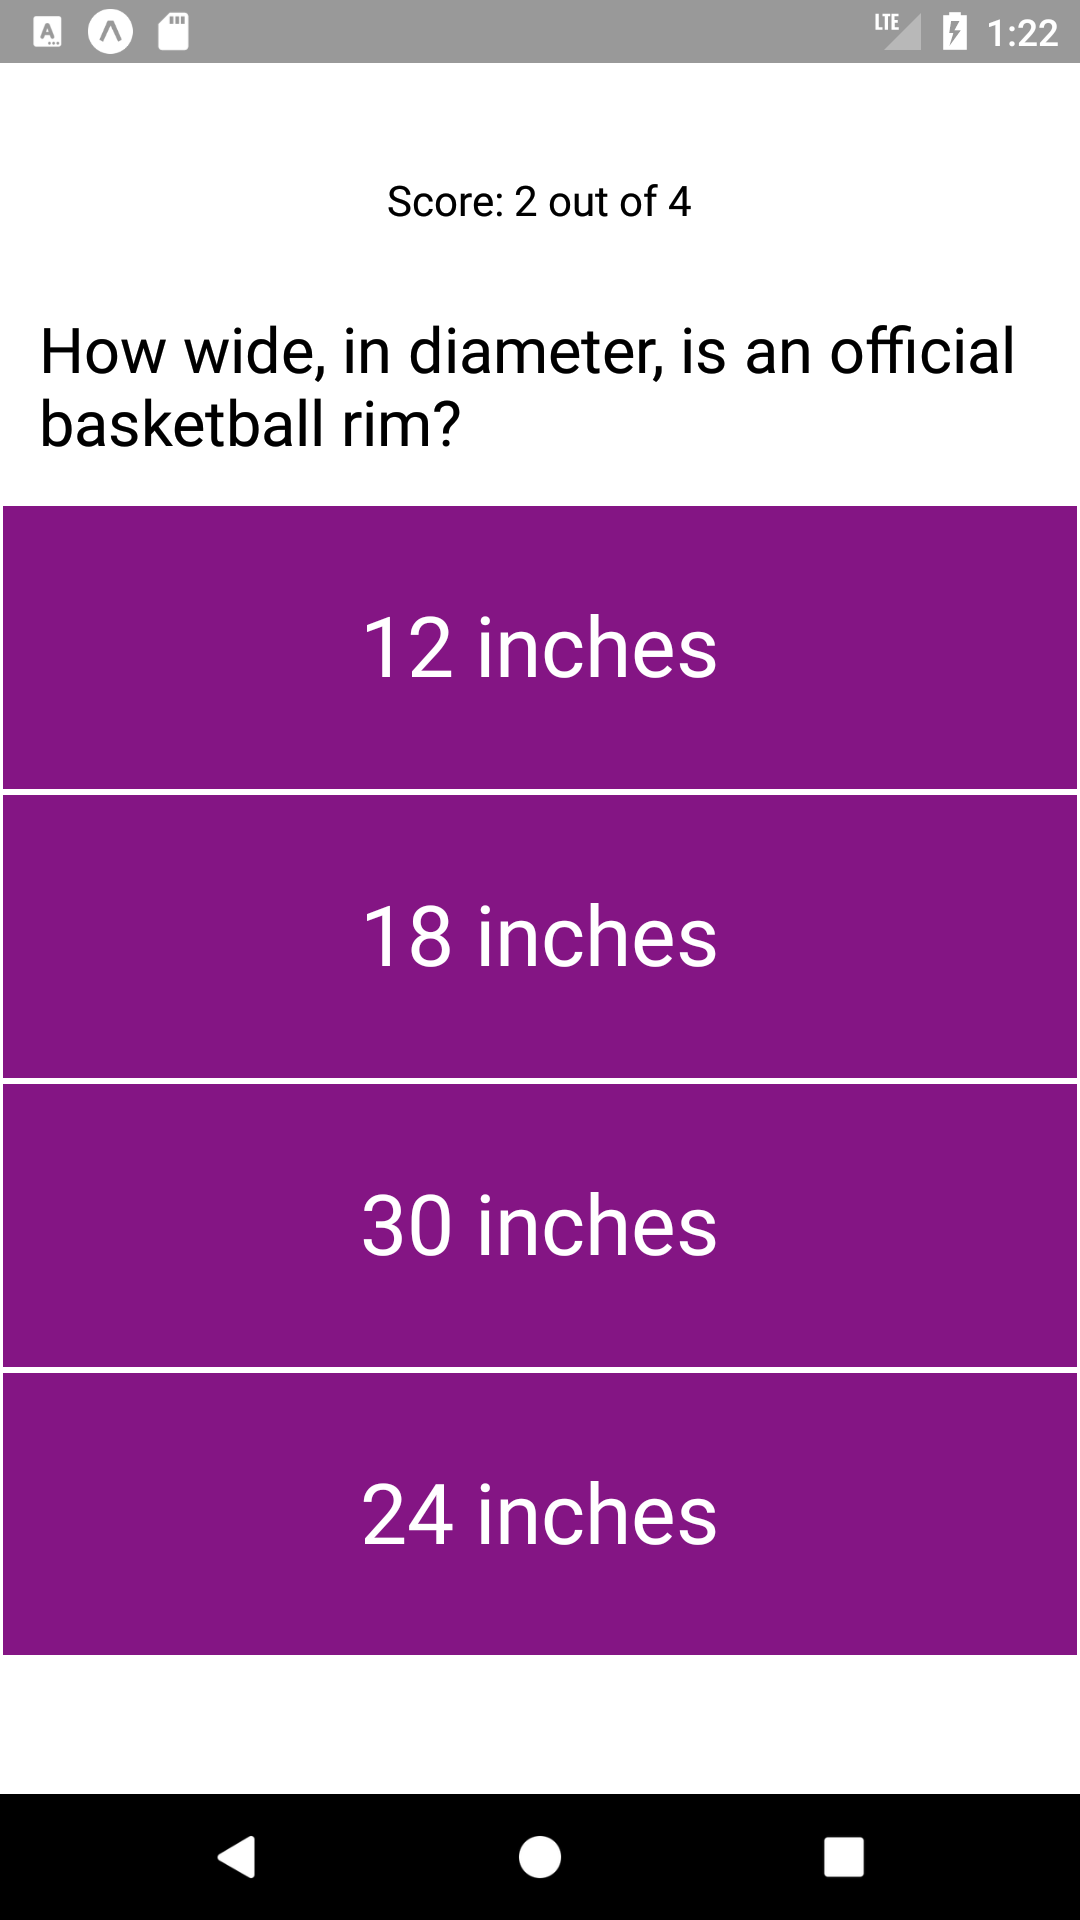 LTE 1:22
Score: 2 out of 4
How wide, in diameter, is an official
basketball rim?
12 inches
18 inches
30 inches
24 inches